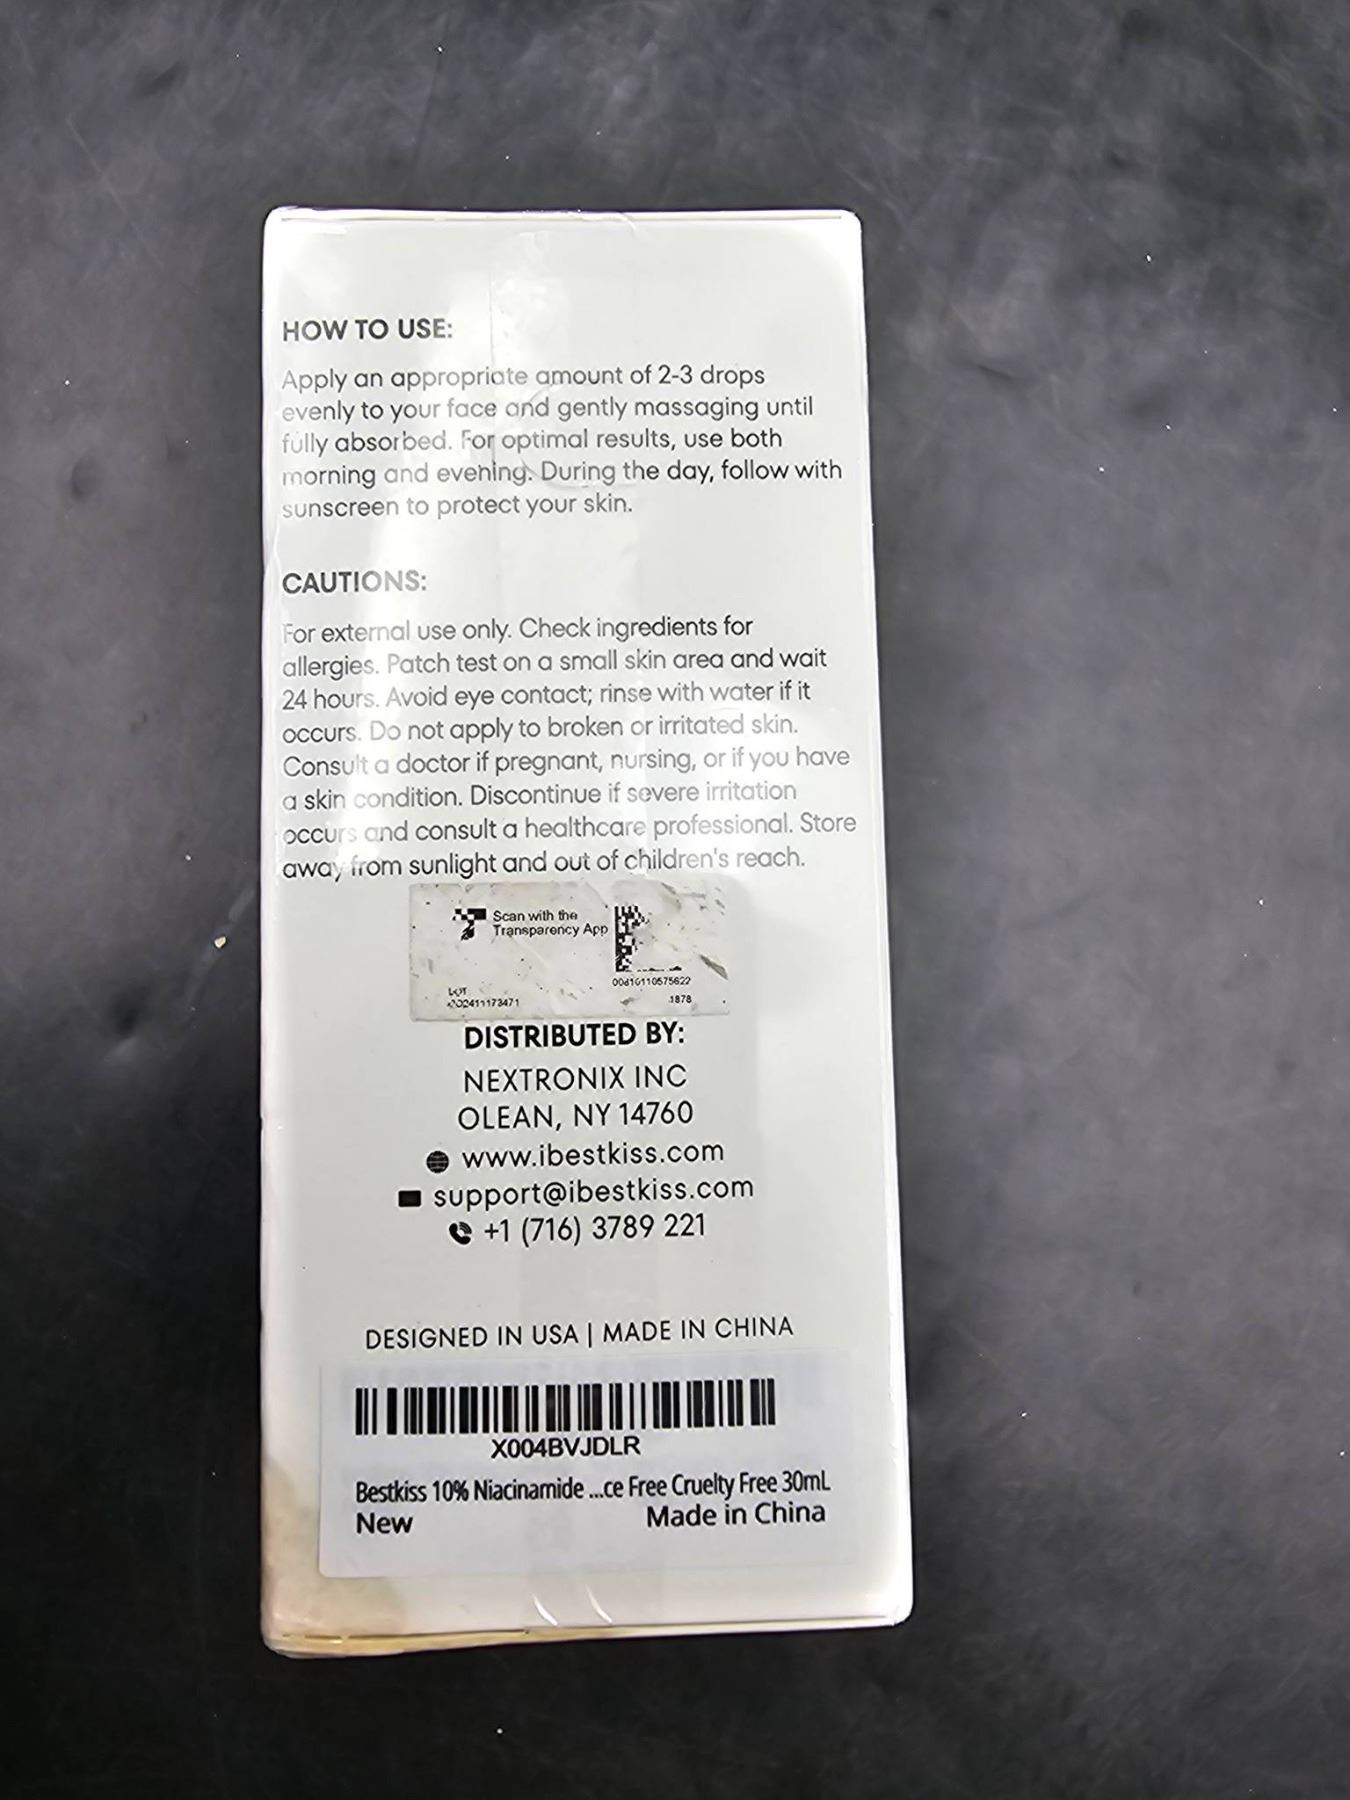 HOW TO USE:
Apply an appropriate amount of 2-3 drops
evenly to your face and gently massaging until
fully absorbed. For optimal results, use both
morning and evening. During the day, follow with
sunscreen to protect your skin.
CAUTIONS:
For external use only. Check ingredients for
allergies. Patch test on a small skin area and wait
24 hours. Avoid eye contact; rinse with water if it
occurs. Do not apply to broken or irritated skin.
Consult a doctor if pregnant, nursing, or if you have
a skin condition. Discontinue if severe irritation
occurs and consult a healthcare professional. Store
away from sunlight and out of children's reach.
Scan with the
Transparency App
LOT
1878
DISTRIBUTED BY:
NEXTRONIX INC
OLEAN, NY 14760
www.ibestkiss.com
support@ibestkiss.com
+1 (716) 3789 221
DESIGNED IN USA | MADE IN CHINA
X004BVJDLR
Bestkiss 10% Niacinamide ...ce Free Cruelty Free 30mL
New Made in China